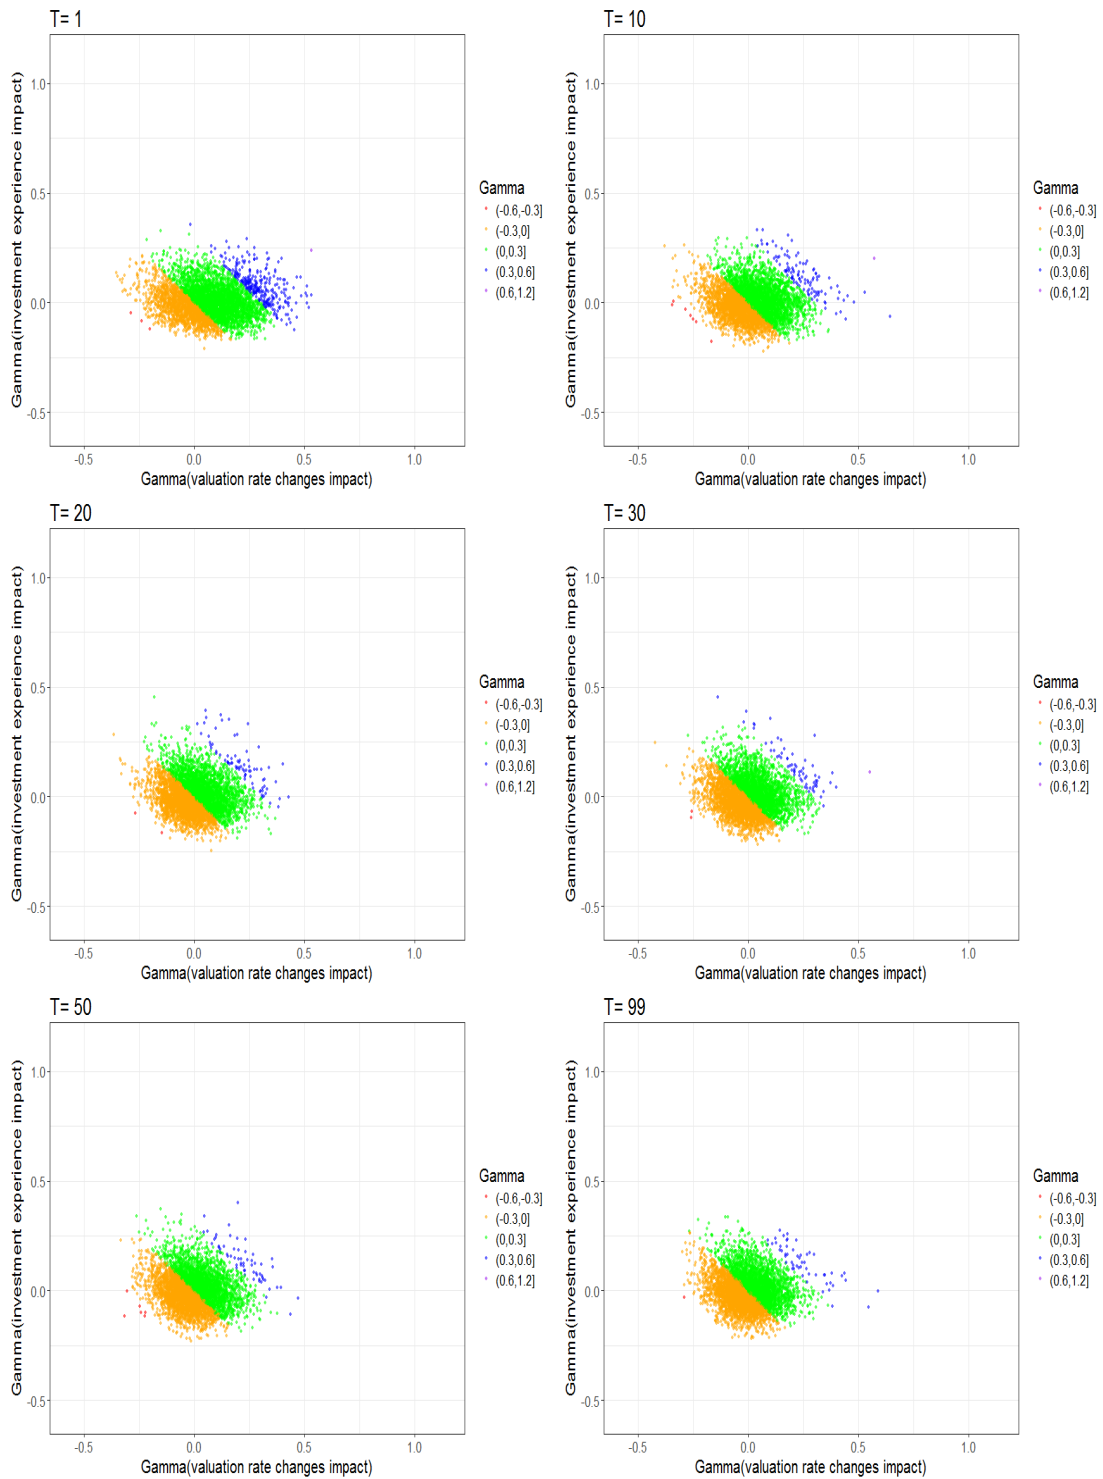 T= 1
Gamma(investment experience impact)
1.0
0.5
0.0
-0.5
-0.5 0.0 0.5 1.0
Gamma(valuation rate changes impact)
Gamma
(-0.6,-0.3]
(-0.3,0]
(0,0.3]
(0.3,0.6]
(0.6,1.2]
T= 10
Gamma(investment experience impact)
1.0
0.5
0.0
-0.5
-0.5 0.0 0.5 1.0
Gamma(valuation rate changes impact)
Gamma
(-0.6,-0.3]
(-0.3,0]
(0,0.3]
(0.3,0.6]
(0.6,1.2]
T= 20
Gamma(investment experience impact)
1.0
0.5
0.0
-0.5
-0.5 0.0 0.5 1.0
Gamma(valuation rate changes impact)
Gamma
(-0.6,-0.3]
(-0.3,0]
(0,0.3]
(0.3,0.6]
(0.6,1.2]
T= 30
Gamma(investment experience impact)
1.0
0.5
0.0
-0.5
-0.5 0.0 0.5 1.0
Gamma(valuation rate changes impact)
Gamma
(-0.6,-0.3]
(-0.3,0]
(0,0.3]
(0.3,0.6]
(0.6,1.2]
T= 50
Gamma(investment experience impact)
1.0
0.5
0.0
-0.5
-0.5 0.0 0.5 1.0
Gamma(valuation rate changes impact)
Gamma
(-0.6,-0.3]
(-0.3,0]
(0,0.3]
(0.3,0.6]
(0.6,1.2]
T= 99
Gamma(investment experience impact)
1.0
0.5
0.0
-0.5
-0.5 0.0 0.5 1.0
Gamma(valuation rate changes impact)
Gamma
(-0.6,-0.3]
(-0.3,0]
(0,0.3]
(0.3,0.6]
(0.6,1.2]